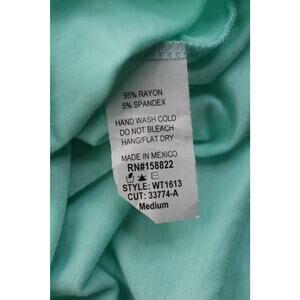 95% RAYON
5% SPANDEX
HAND WASH COLD
DO NOT BLEACH
HANG/FLAT DRY
MADE IN MEXICO
RN#158822
STYLE: WT1613
CUT: 33774-A
Medium